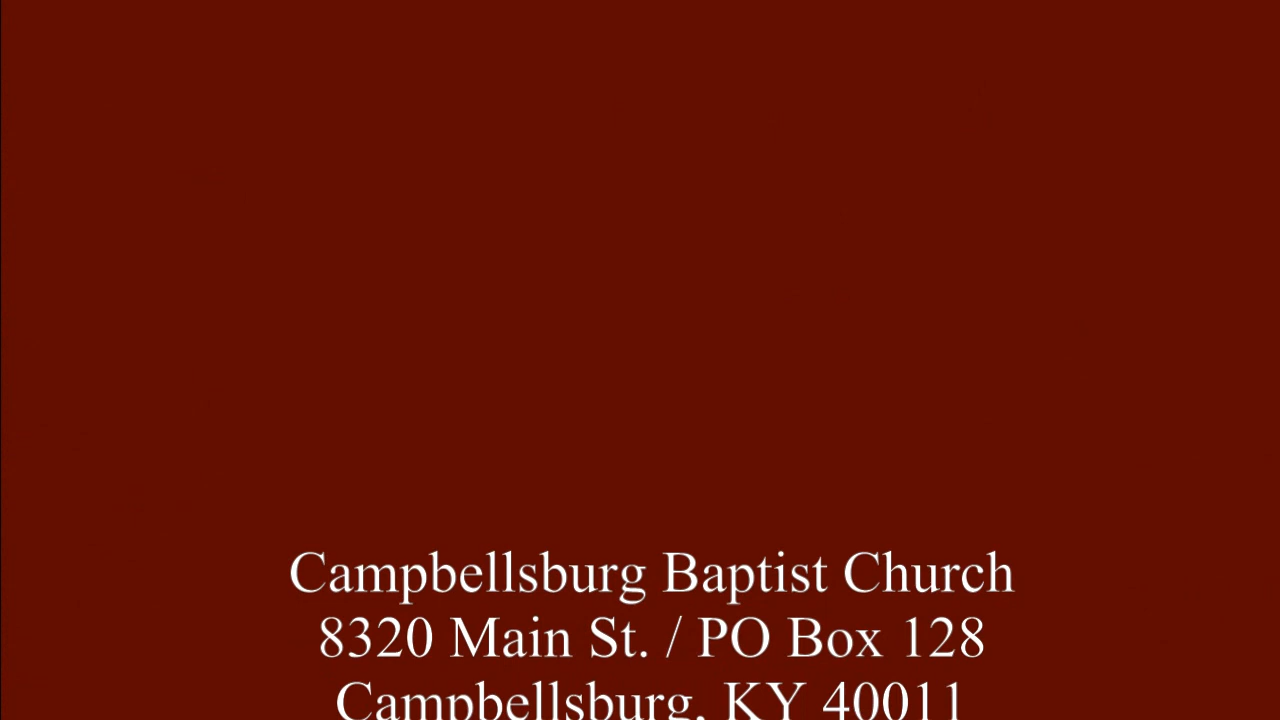 Campbellsburg Baptist Church
8320 Main St. / PO Box 128
Campbellsburg, KY 40011